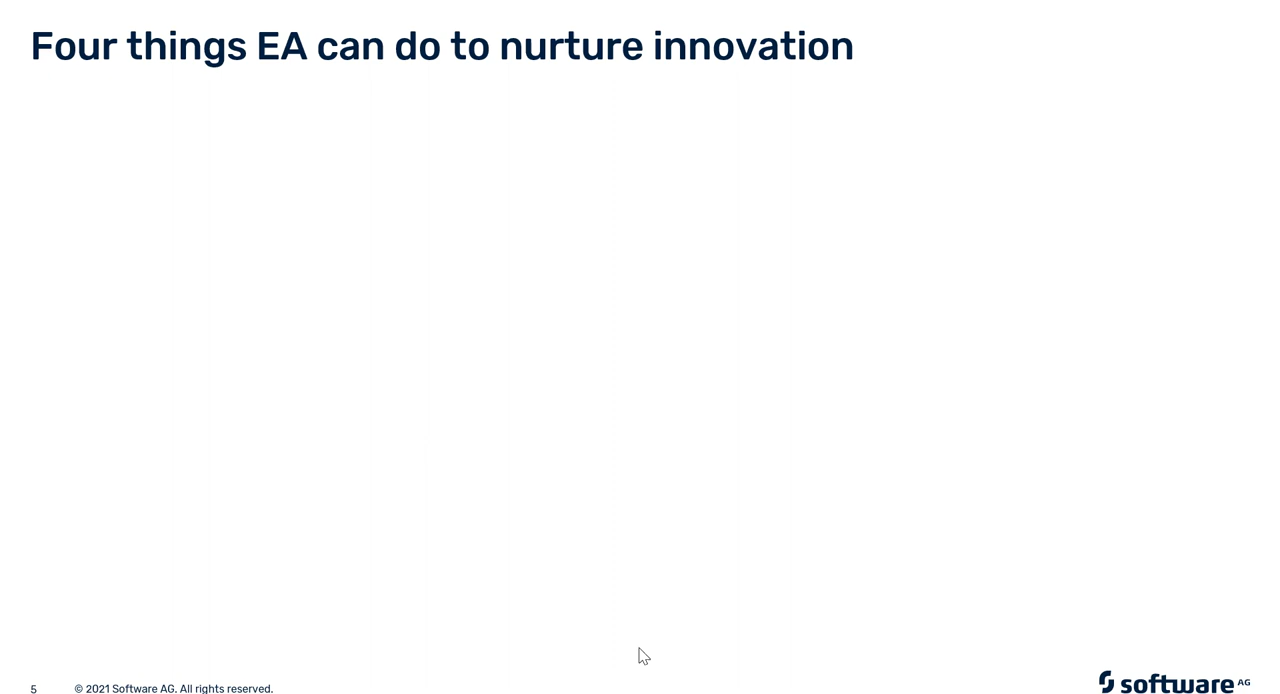 Four things EA can do to nurture innovation
5 © 2021 Software AG. All rights reserved.
software AG